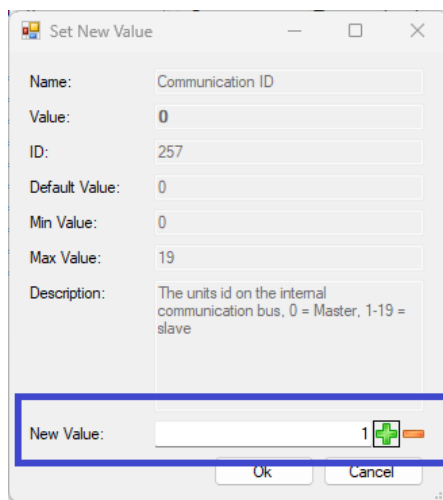 Set New Value
Name: Communication ID
Value: 0
ID: 257
Default Value: 0
Min Value: 0
Max Value: 19
Description: The units id on the internal
communication bus, 0 = Master, 1-19 =
slave
New Value: 1
Ok Cancel